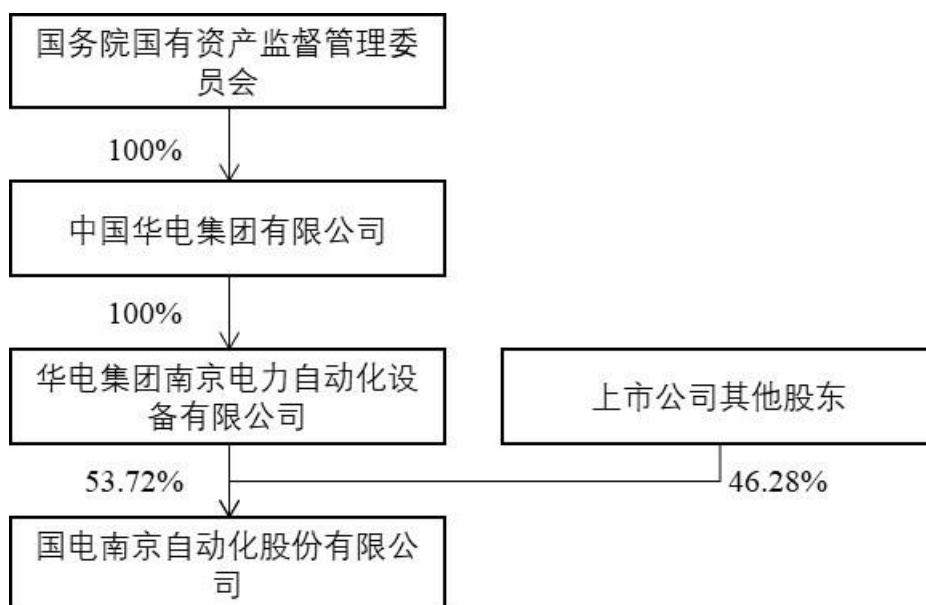 国务院国有资产监督管理委
员会
100%
中国华电集团有限公司
100%
华电集团南京电力自动化设
备有限公司
上市公司其他股东
53.72%
46.28%
国电南京自动化股份有限公
司